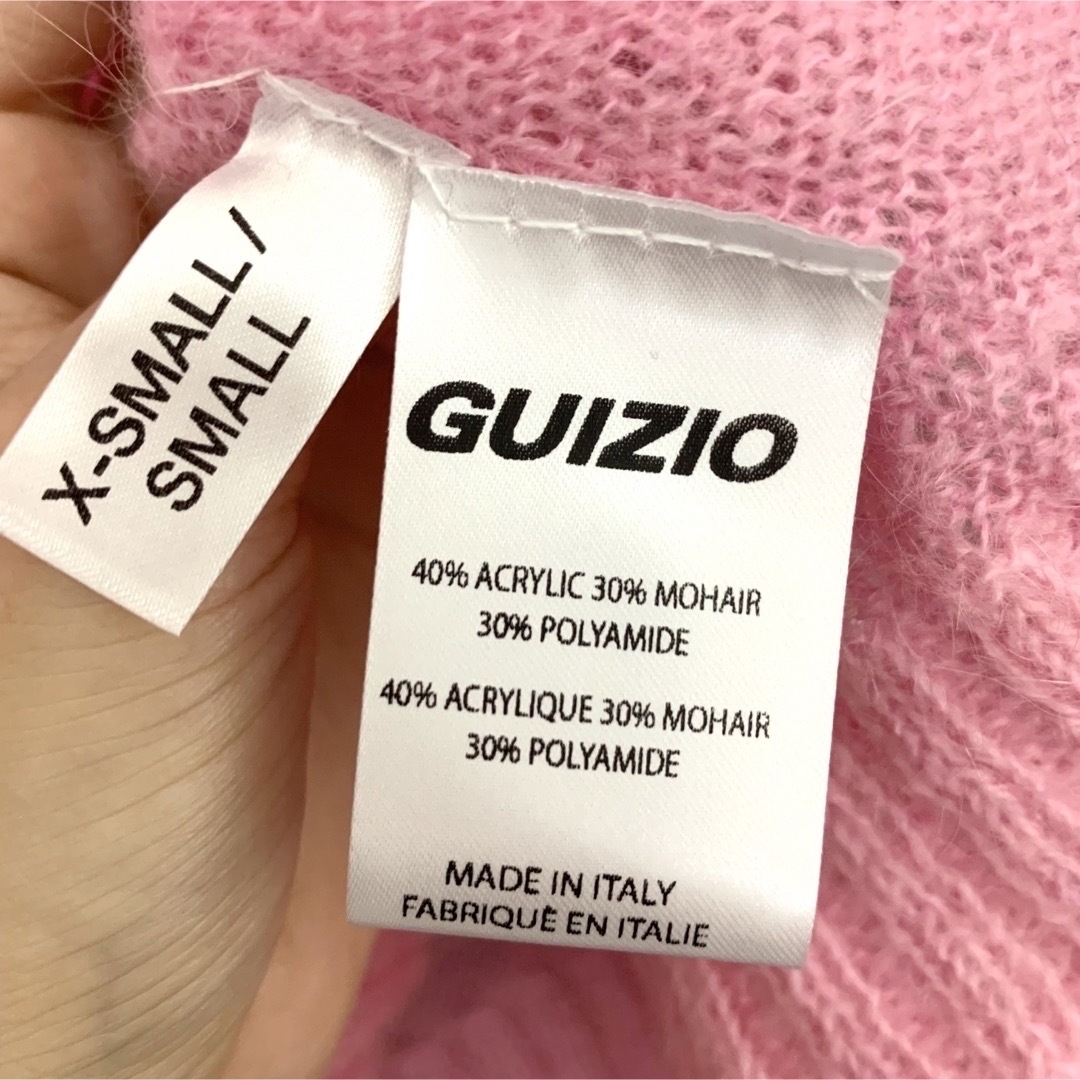 X-SMALL /
SMALL
GUIZIO
40% ACRYLIC 30% MOHAIR
30% POLYAMIDE
40% ACRYLIQUE 30% MOHAIR
30% POLYAMIDE
MADE IN ITALY
FABRIQUÈ EN ITALIE